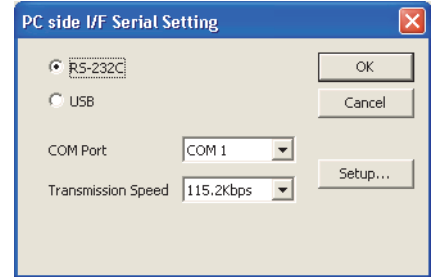 PC side I/F Serial Setting
RS-232C
OK
USB
Cancel
COM Port
COM 1
Setup...
Transmission Speed
115.2Kbps